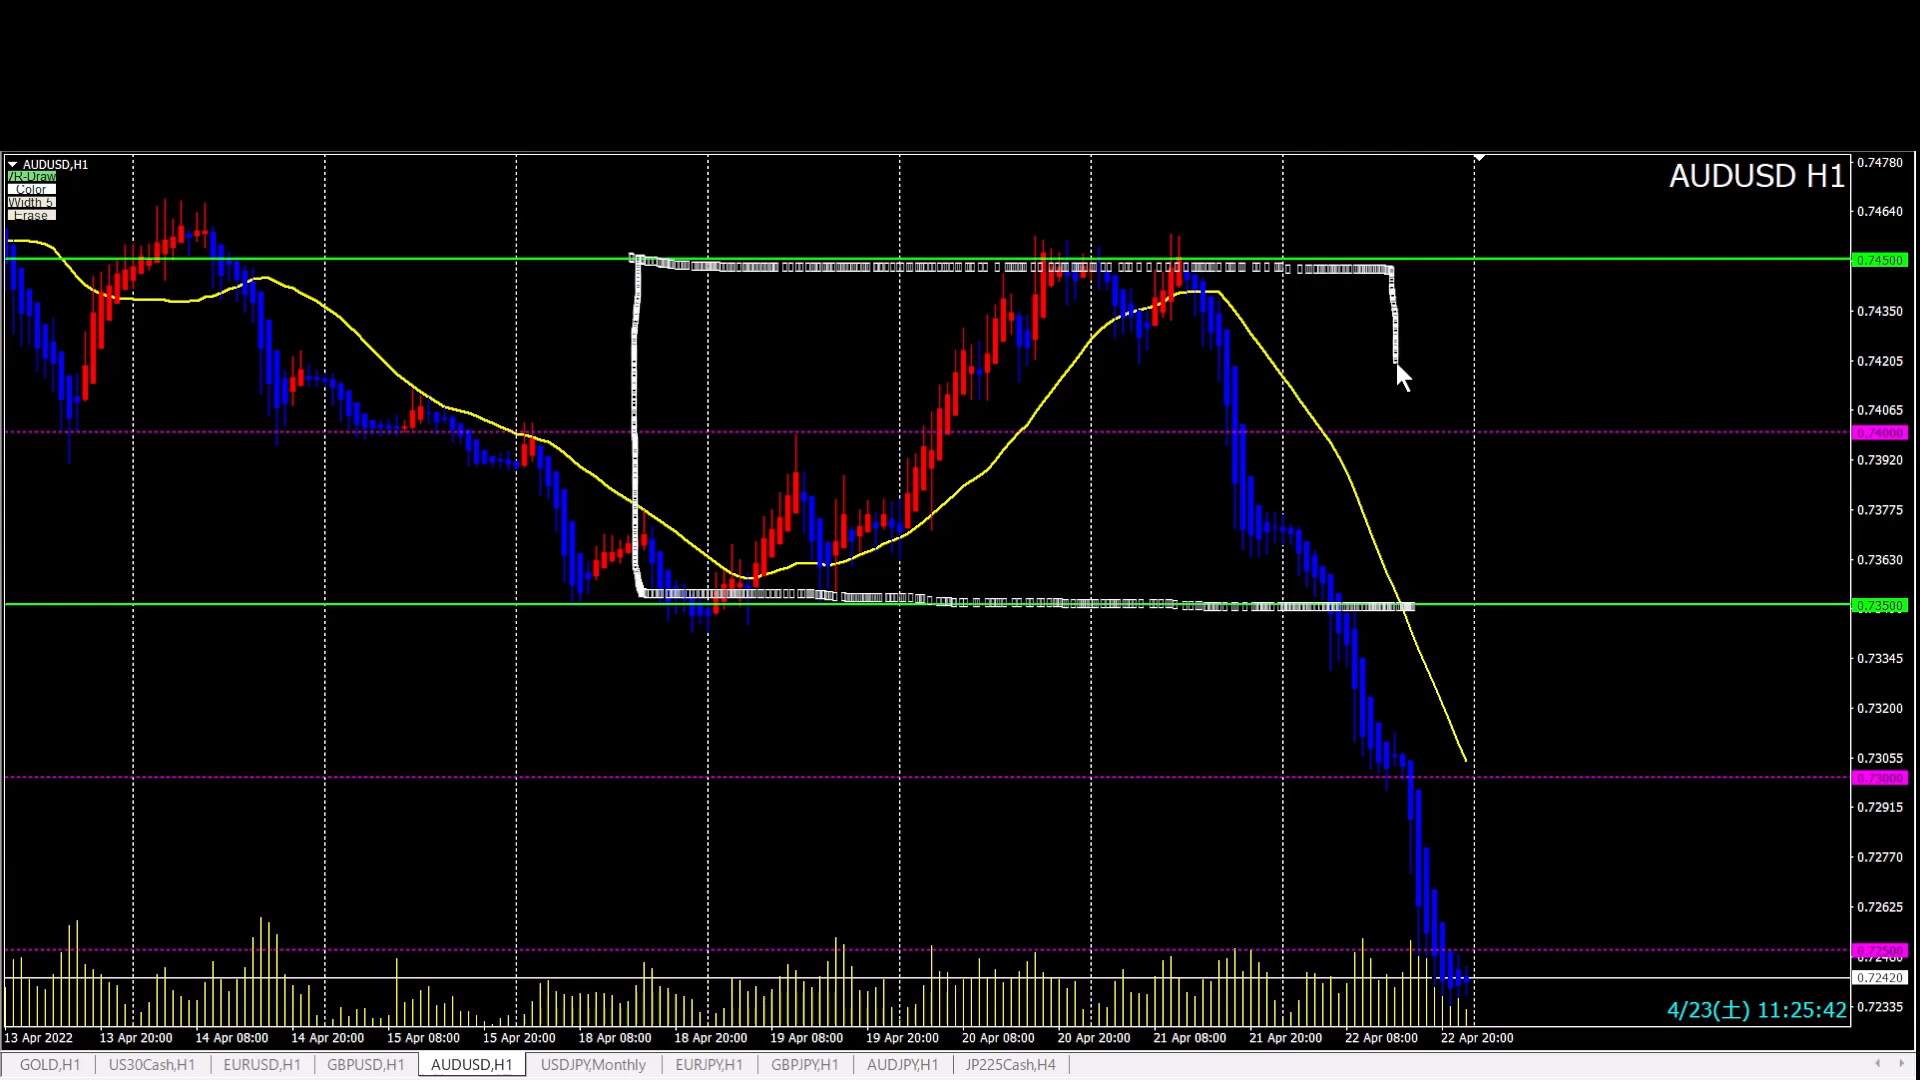 AUDUSD,H1
VR-Draw
Color
Width 5
Erase
AUDUSD H1
0.74780
0.74640
0.74500
0.74350
0.74205
0.74065
0.74000
0.73920
0.73775
0.73630
0.73500
0.73345
0.73200
0.73055
0.73000
0.72915
0.72770
0.72625
0.72500
0.72420
0.72335
4/23(土) 11:25:42
13 Apr 2022 13 Apr 20:00 14 Apr 08:00 14 Apr 20:00 15 Apr 08:00 15 Apr 20:00 18 Apr 08:00 18 Apr 20:00 19 Apr 08:00 19 Apr 20:00 20 Apr 08:00 20 Apr 20:00 21 Apr 08:00 21 Apr 20:00 22 Apr 08:00 22 Apr 20:00
GOLD,H1 US30Cash,H1 EURUSD,H1 GBPUSD,H1 AUDUSD,H1 USDJPY,Monthly EURJPY,H1 GBPJPY,H1 AUDJPY,H1 JP225Cash,H4